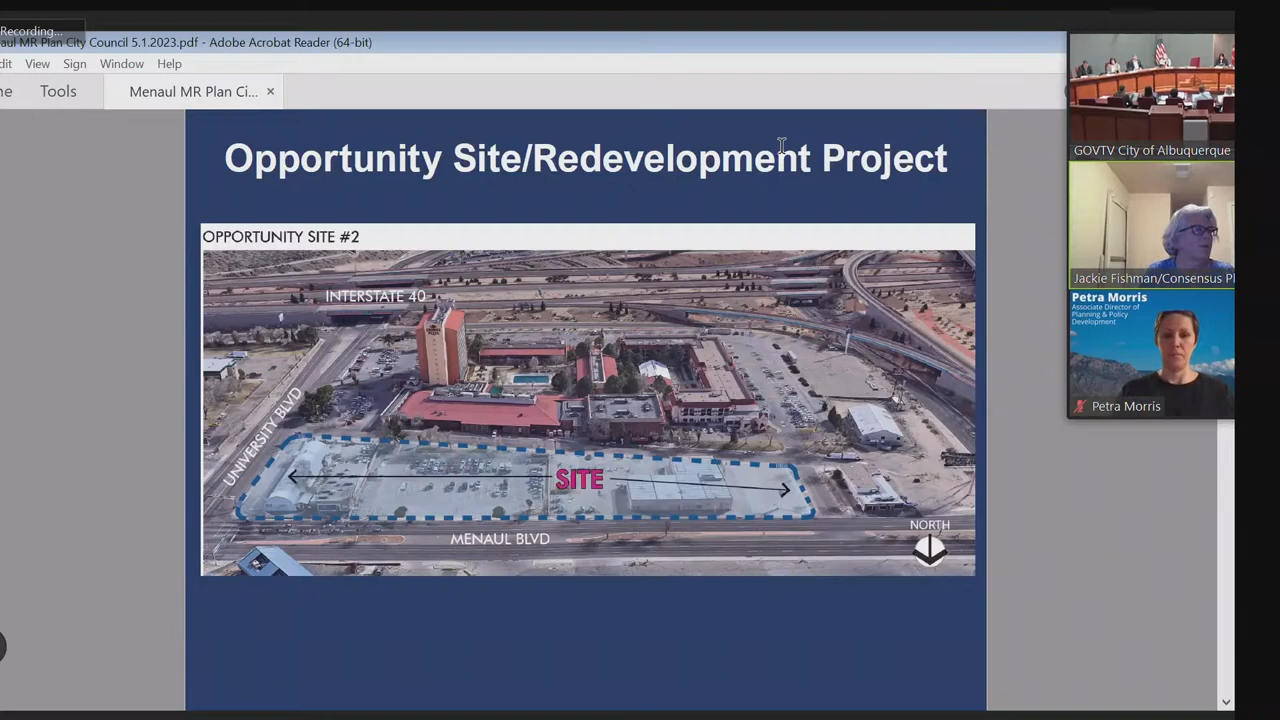 Recording...
aul MR Plan City Council 5.1.2023.pdf - Adobe Acrobat Reader (64-bit)
dit View Sign Window Help
ne Tools Menaul MR Plan Ci... ×
Opportunity Site/Redevelopment Project
OPPORTUNITY SITE #2
INTERSTATE 40
UNIVERSITY BLVD
SITE
MENAUL BLVD
NORTH
GOVTV City of Albuquerque
Jackie Fishman/Consensus Pl
Petra Morris
Associate Director of
Planning & Policy
Development
Petra Morris